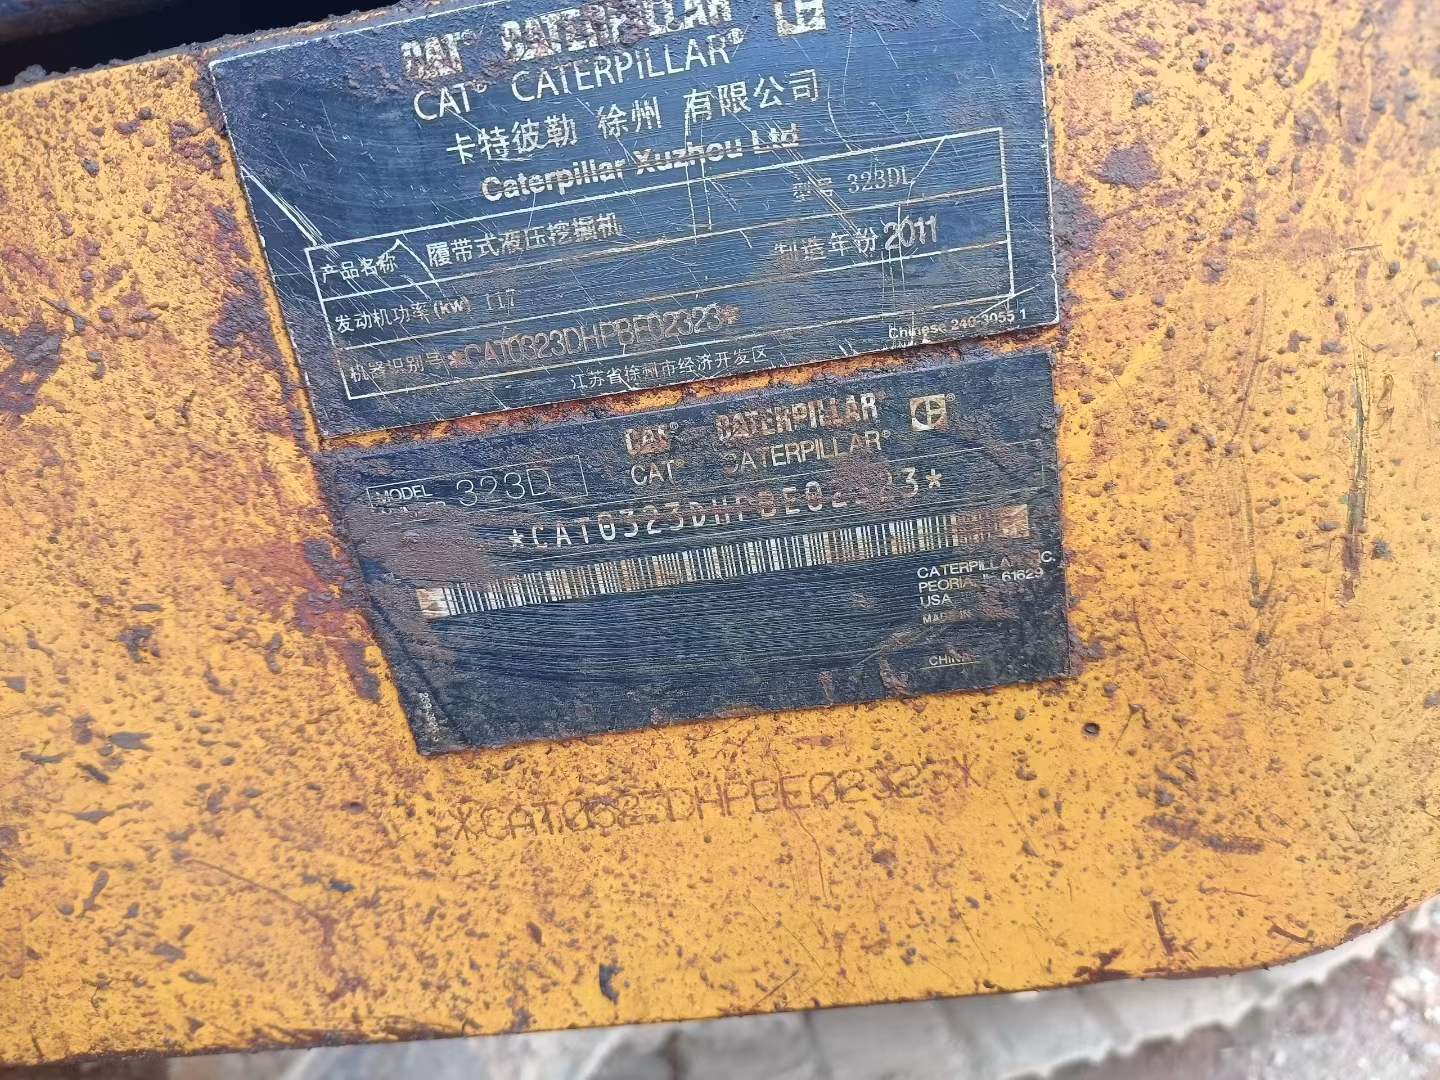 CAT CATERPILLAR
CAT® CATERPILLAR®
卡特彼勒 徐州 有限公司
Caterpillar Xuzhou Ltd
产品名称 履带式液压挖掘机 型号 323DL
发动机功率(kw) 117 制造年份 2011
机器识别号 *CAT0323DHPBE02323*
Chinese 240-3055 1
江苏省徐州市经济开发区
CAT® CATERPILLAR®
CAT® CATERPILLAR®
MODEL 323D
*CAT0323DHPBE02323*
CATERPILLAR INC.
PEORIA, IL 61629
USA
MADE IN
CHINA